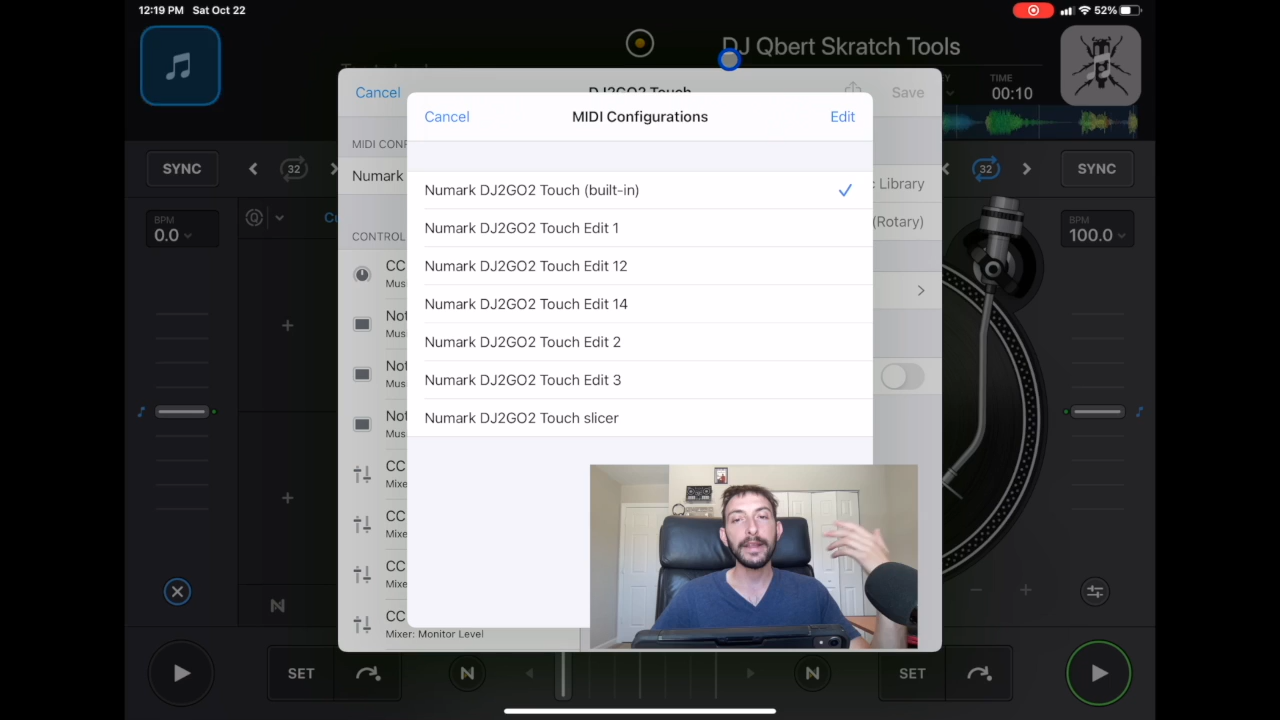 12:19 PM Sat Oct 22
52%
DJ Qbert Skratch Tools
TIME
00:10
Cancel
DJ2GO2 Touch
Save
Cancel
MIDI Configurations
Edit
SYNC
32
MIDI CONF
Numark
Numark DJ2GO2 Touch (built-in)
Numark DJ2GO2 Touch Edit 1
Numark DJ2GO2 Touch Edit 12
Numark DJ2GO2 Touch Edit 14
Numark DJ2GO2 Touch Edit 2
Numark DJ2GO2 Touch Edit 3
Numark DJ2GO2 Touch slicer
Library
(Rotary)
32
SYNC
BPM
0.0
Q
Cu
CONTROL
CC
Mus
Not
Mus
Not
Mus
Not
Mus
CC
Mixe
CC
Mixe
CC
Mixe
CC
Mixer: Monitor Level
BPM
100.0
N
SET
N
N
SET